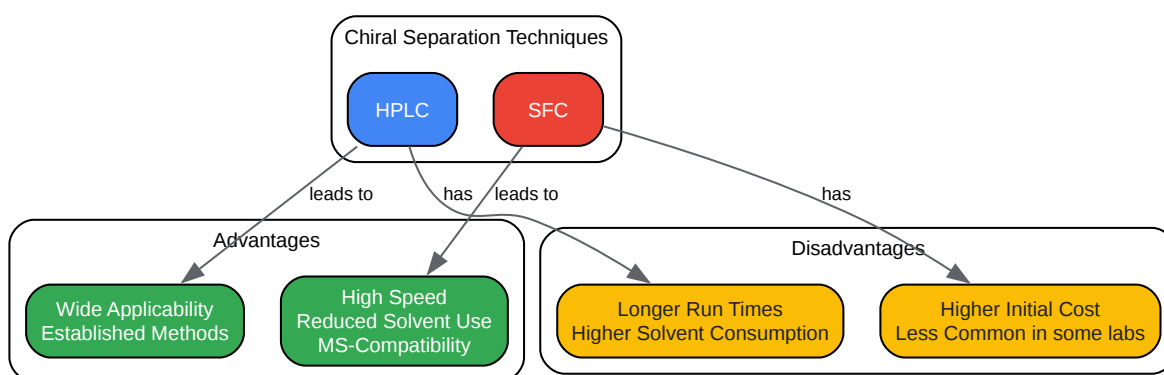 Chiral Separation Techniques
HPLC
SFC
leads to
has
leads to
has
Advantages
Disadvantages
Wide Applicability
Established Methods
High Speed
Reduced Solvent Use
MS-Compatibility
Longer Run Times
Higher Solvent Consumption
Higher Initial Cost
Less Common in some labs